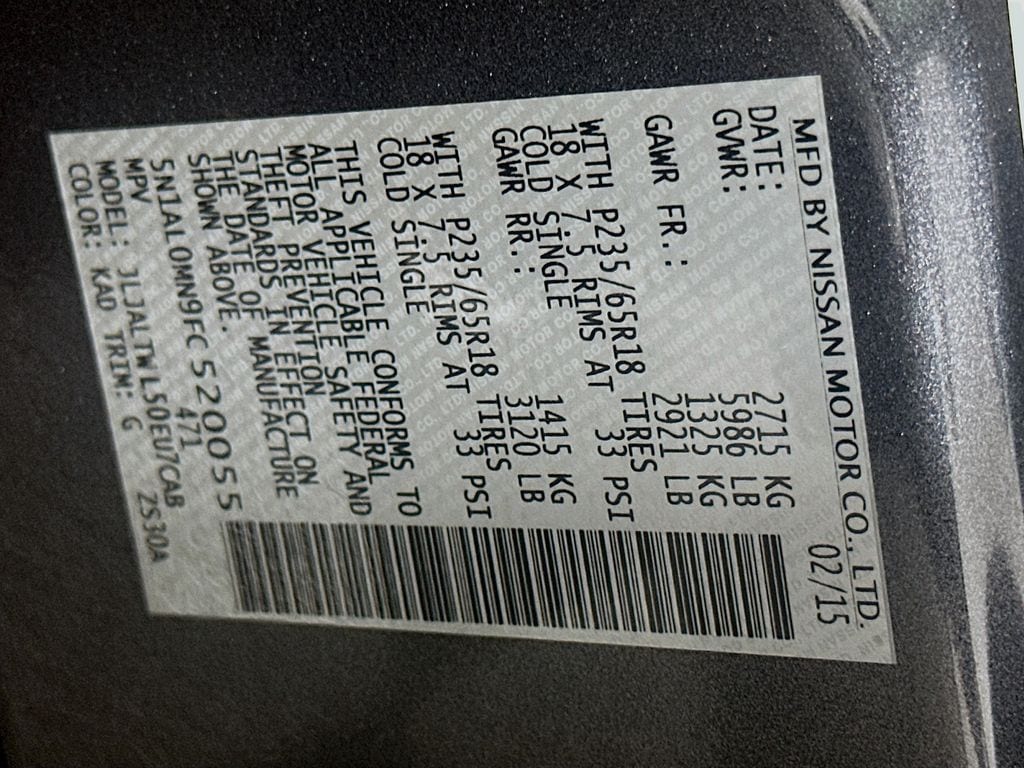 MFD BY NISSAN MOTOR CO., LTD.
DATE: 02/15
GVWR: 2715 KG
5986 LB
GAWR FR.: 1325 KG
2921 LB
WITH P235/65R18 TIRES
18 X 7.5 RIMS AT 33 PSI
COLD SINGLE
GAWR RR.: 1415 KG
3120 LB
WITH P235/65R18 TIRES
18 X 7.5 RIMS AT 33 PSI
COLD SINGLE
THIS VEHICLE CONFORMS TO
ALL APPLICABLE FEDERAL
MOTOR VEHICLE SAFETY AND
THEFT PREVENTION
STANDARDS IN EFFECT ON
THE DATE OF MANUFACTURE
SHOWN ABOVE.
5N1AL0MN9FC520055
MPV 471
MODEL: JLJALTWL50EU7CAB
COLOR: KAD TRIM: G 2S30A